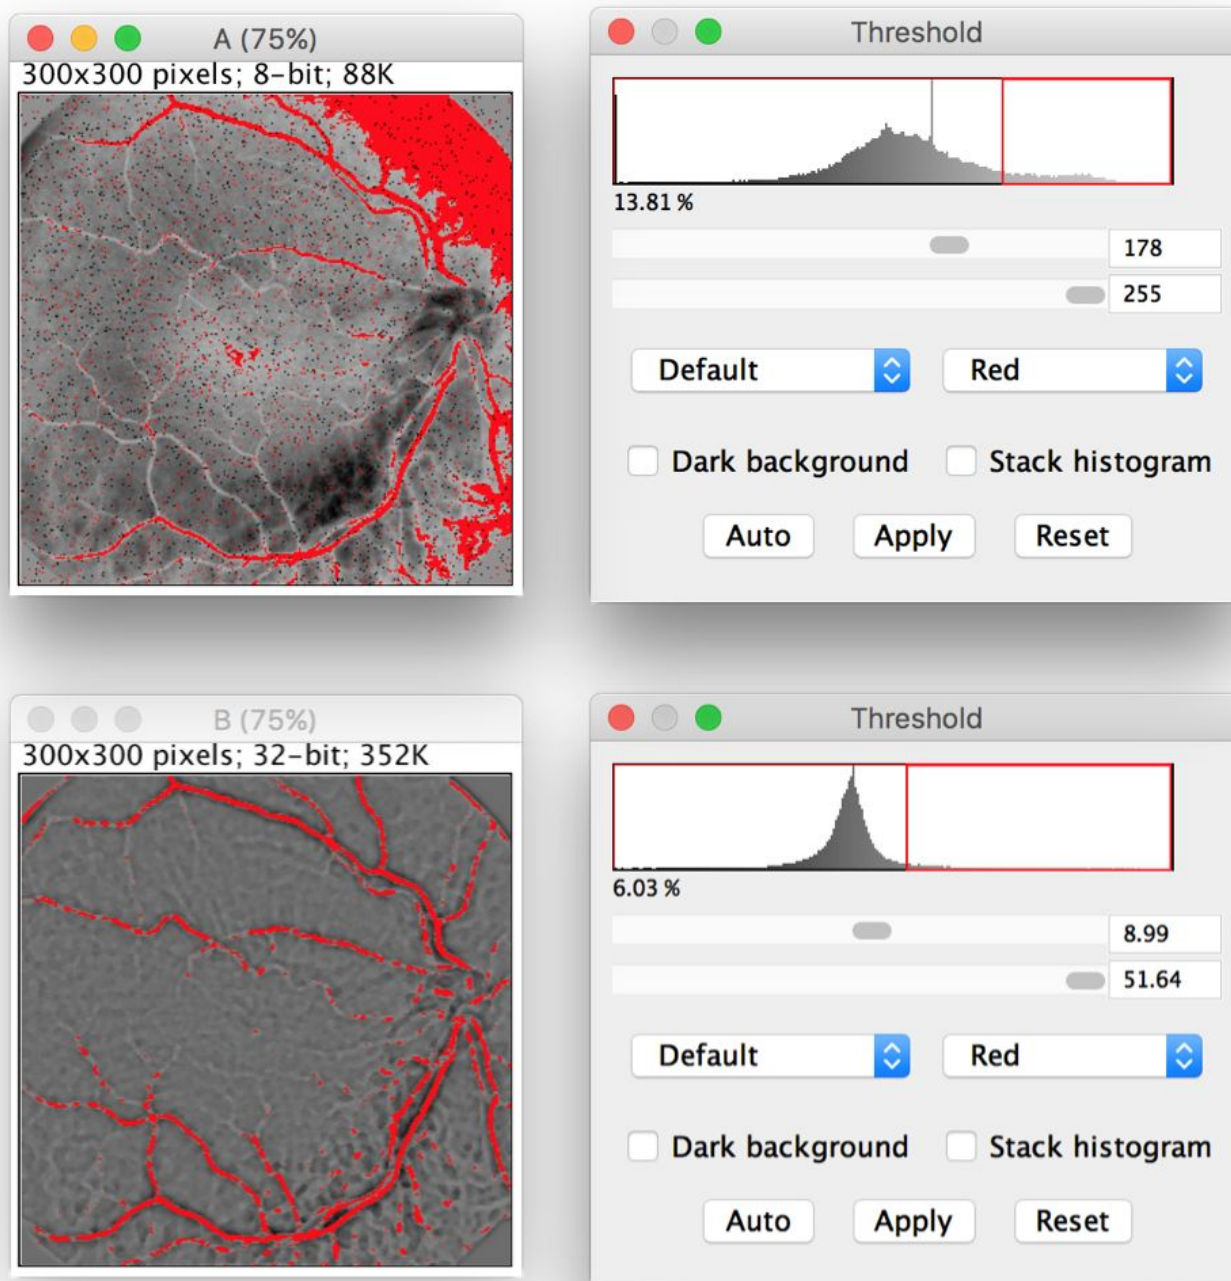 A (75%)
300x300 pixels; 8-bit; 88K
Threshold
13.81 %
178
255
Default
Red
Dark background
Stack histogram
Auto
Apply
Reset
B (75%)
300x300 pixels; 32-bit; 352K
Threshold
6.03 %
8.99
51.64
Default
Red
Dark background
Stack histogram
Auto
Apply
Reset